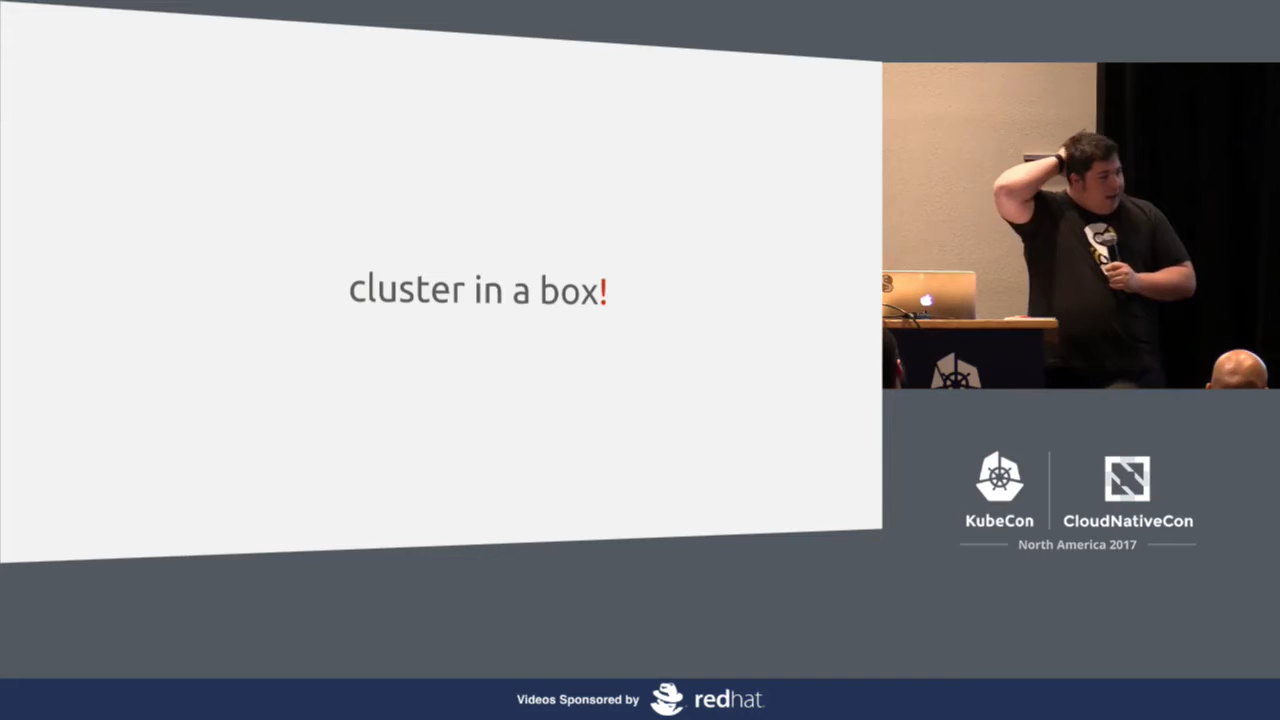 cluster in a box!
KubeCon
CloudNativeCon
North America 2017
Videos Sponsored by
redhat